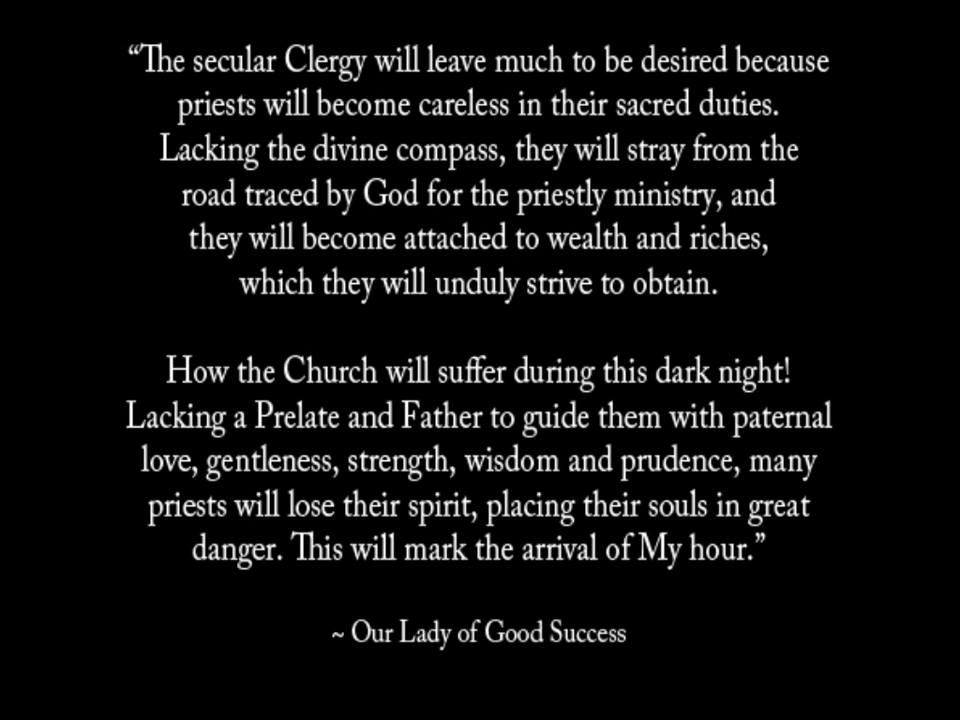 “The secular Clergy will leave much to be desired because
priests will become careless in their sacred duties.
Lacking the divine compass, they will stray from the
road traced by God for the priestly ministry, and
they will become attached to wealth and riches,
which they will unduly strive to obtain.
How the Church will suffer during this dark night!
Lacking a Prelate and Father to guide them with paternal
love, gentleness, strength, wisdom and prudence, many
priests will lose their spirit, placing their souls in great
danger. This will mark the arrival of My hour.”
~ Our Lady of Good Success